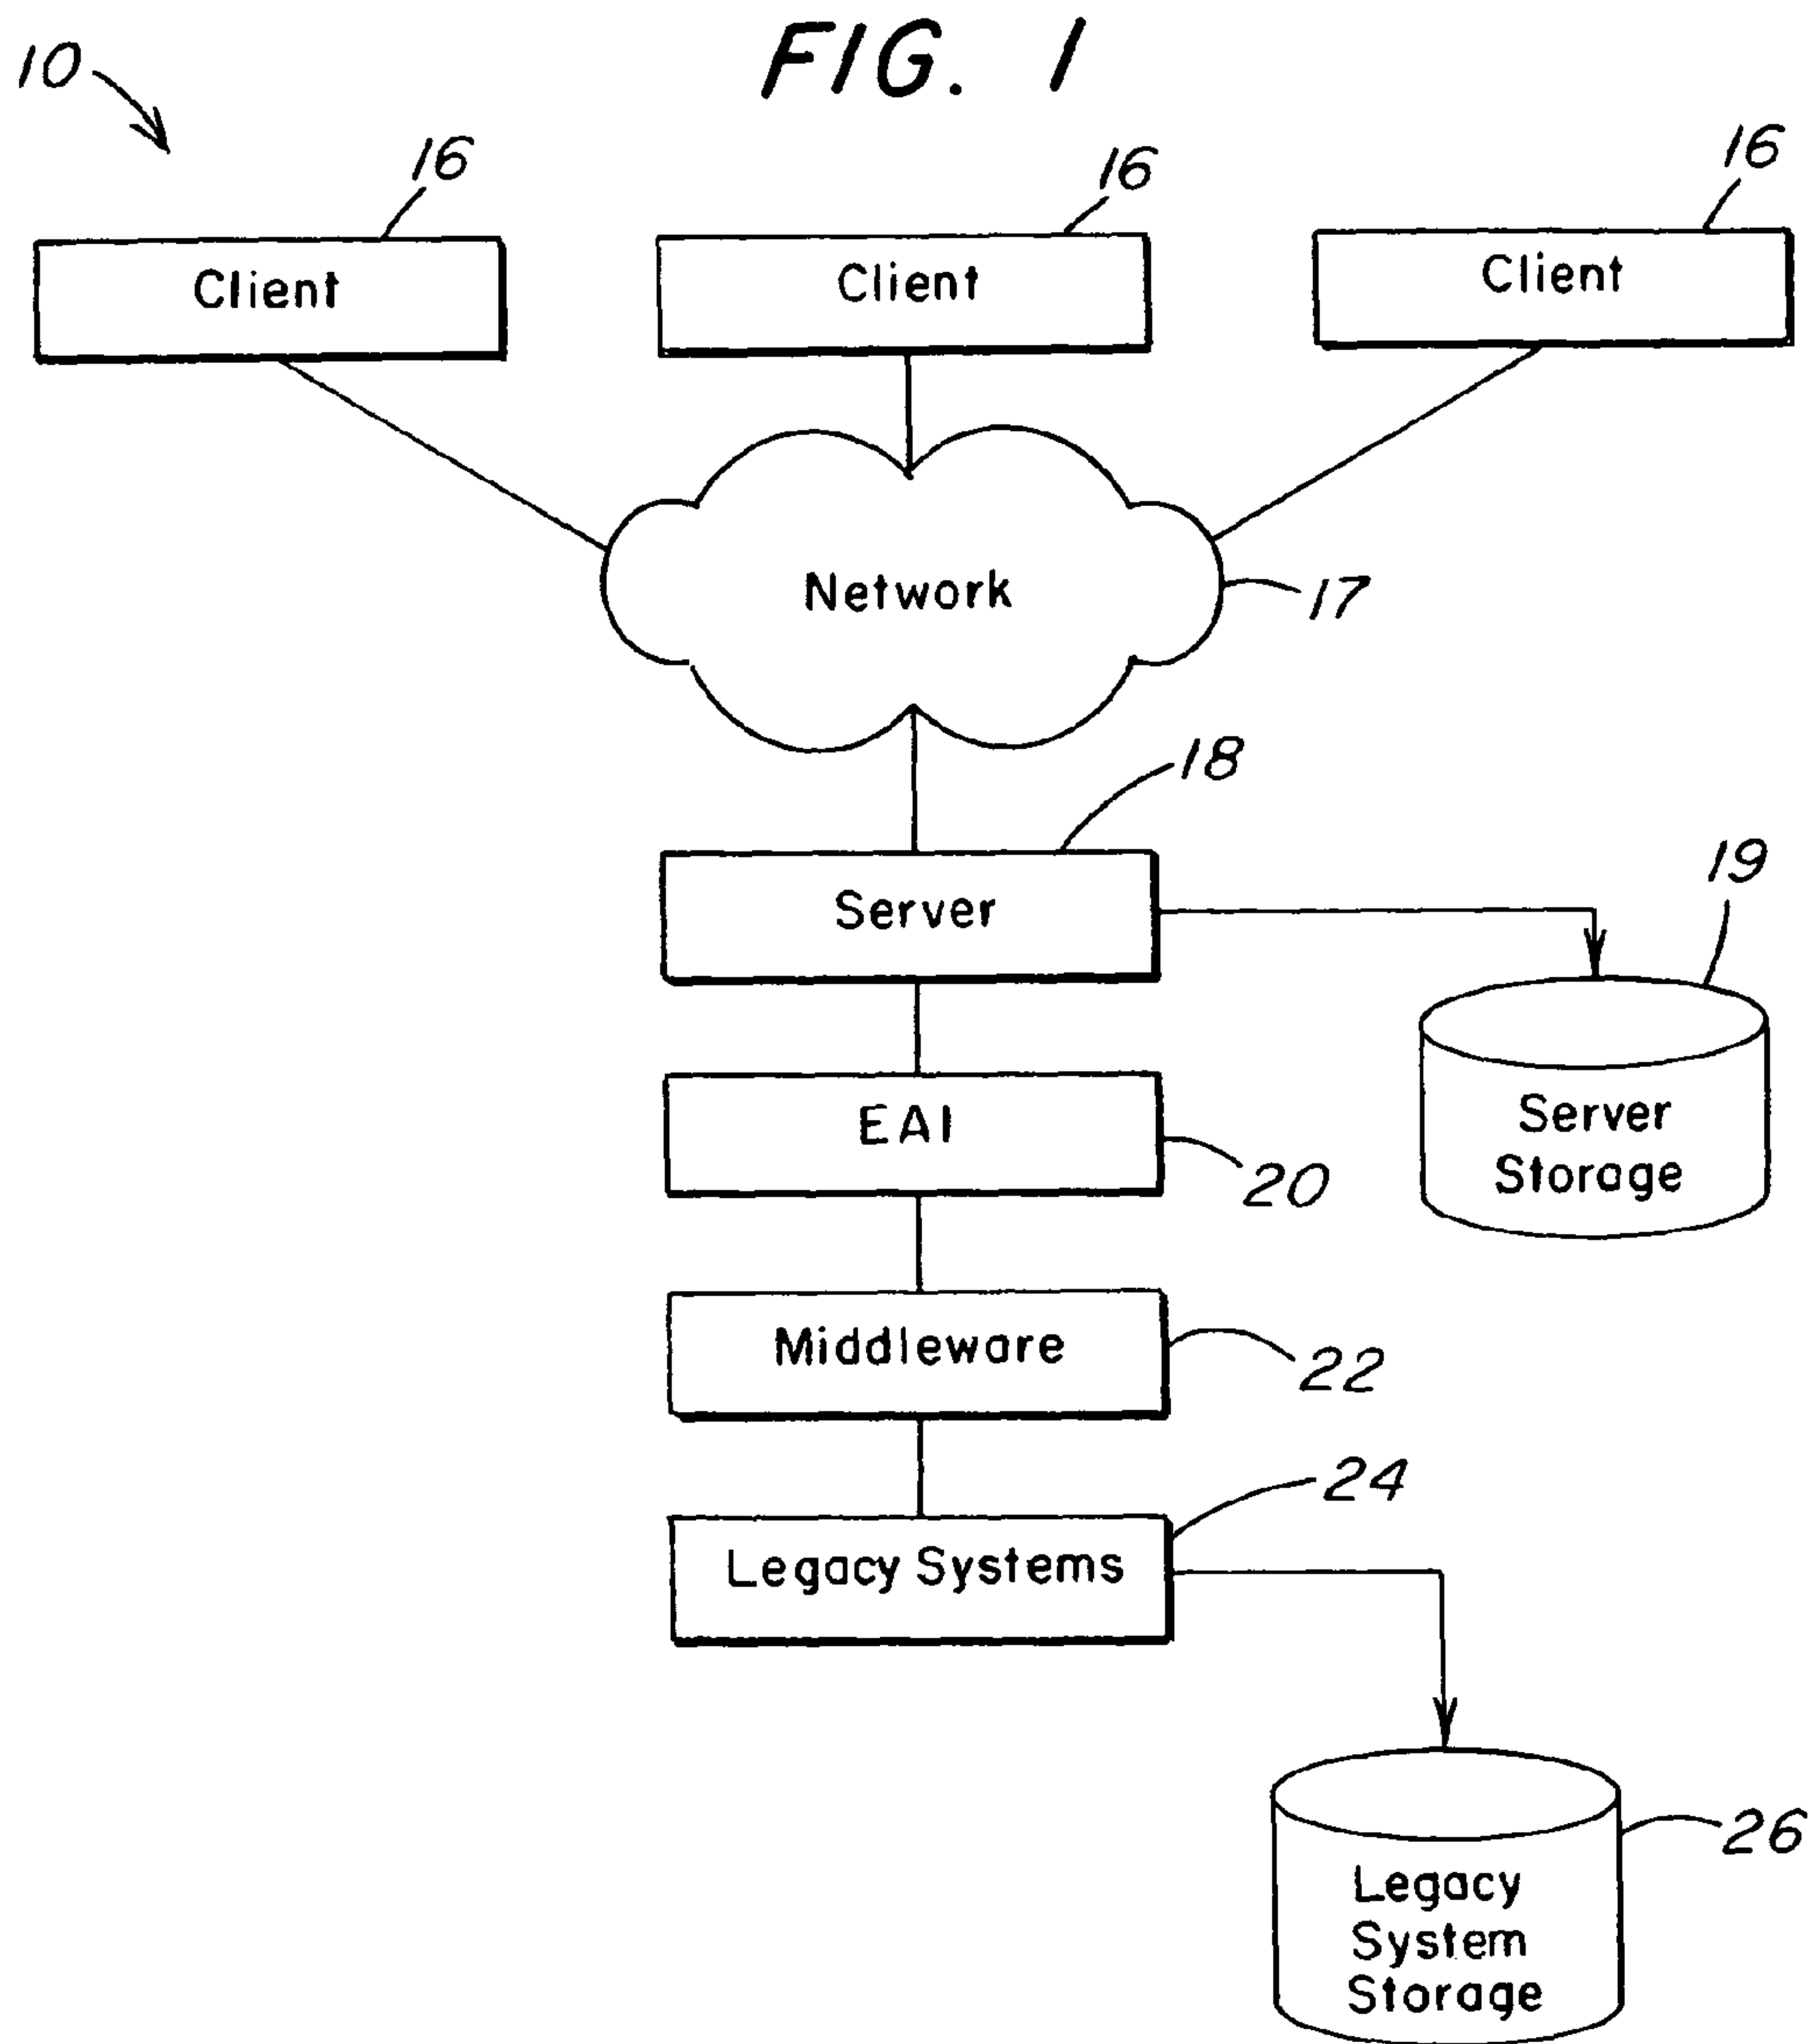 FIG. 1
10
16
16
16
Client
Client
Client
Network
17
18
Server
19
Server
Storage
EAI
20
Middleware
22
24
Legacy Systems
26
Legacy
System
Storage